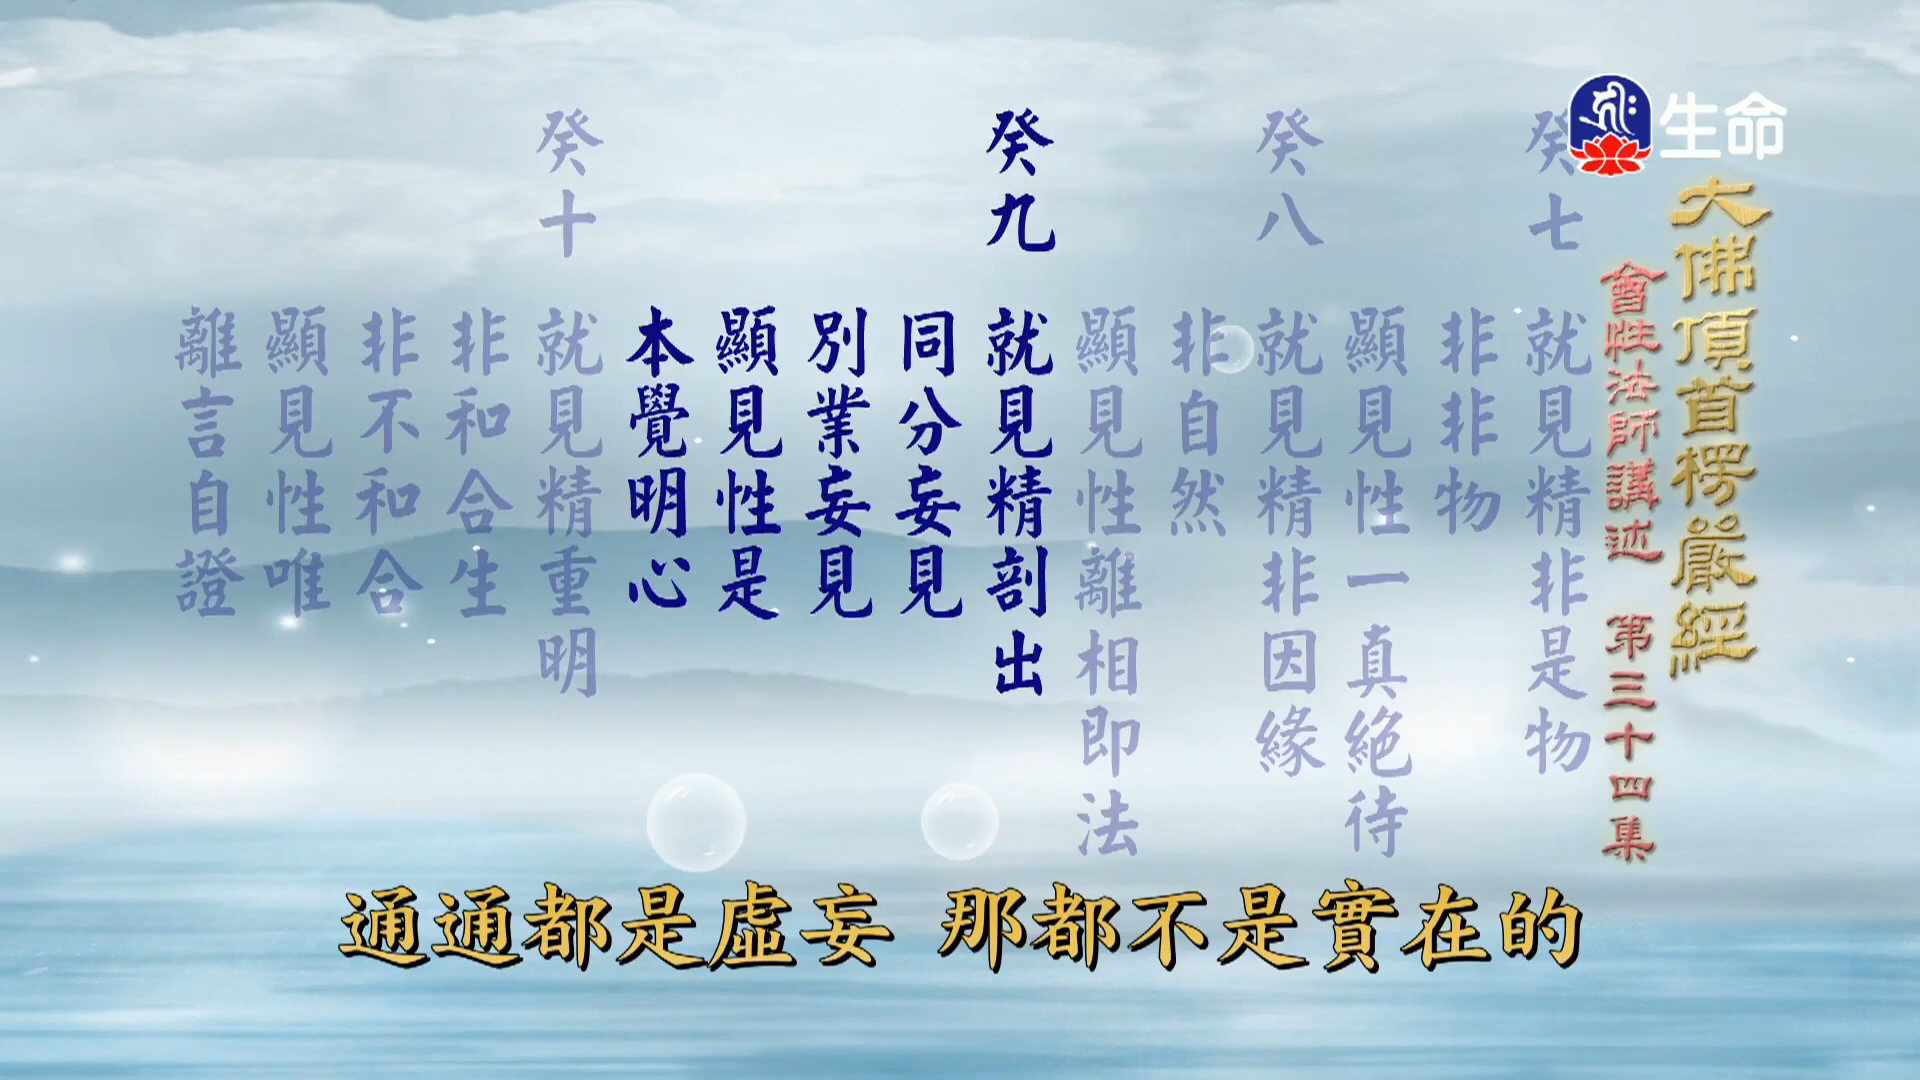 生命
大佛頂首楞嚴經
會性法師講述 第三十四集
癸七 就見精非是物
非非物
顯見性一真絕待
癸八 就見精非因緣
非自然
顯見性離相即法
癸九 就見精剖出
同分妄見
別業妄見
顯見性是
本覺明心
癸十 就見精重明
非和合生
非不和合
顯見性唯
離言自證
通通都是虛妄 那都不是實在的